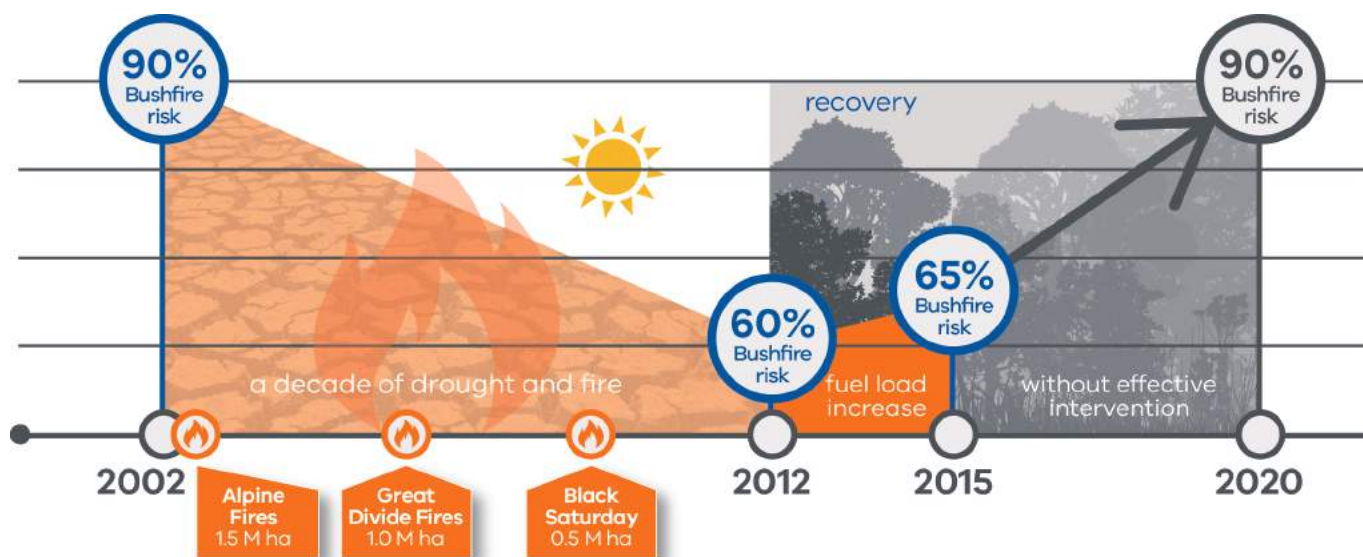 90%
Bushfire
risk
recovery
90%
Bushfire
risk
60%
Bushfire
risk
65%
Bushfire
risk
a decade of drought and fire
fuel load
increase
without effective
intervention
2002
2012
2015
2020
Alpine
Fires
1.5 M ha
Great
Divide Fires
1.0 M ha
Black
Saturday
0.5 M ha